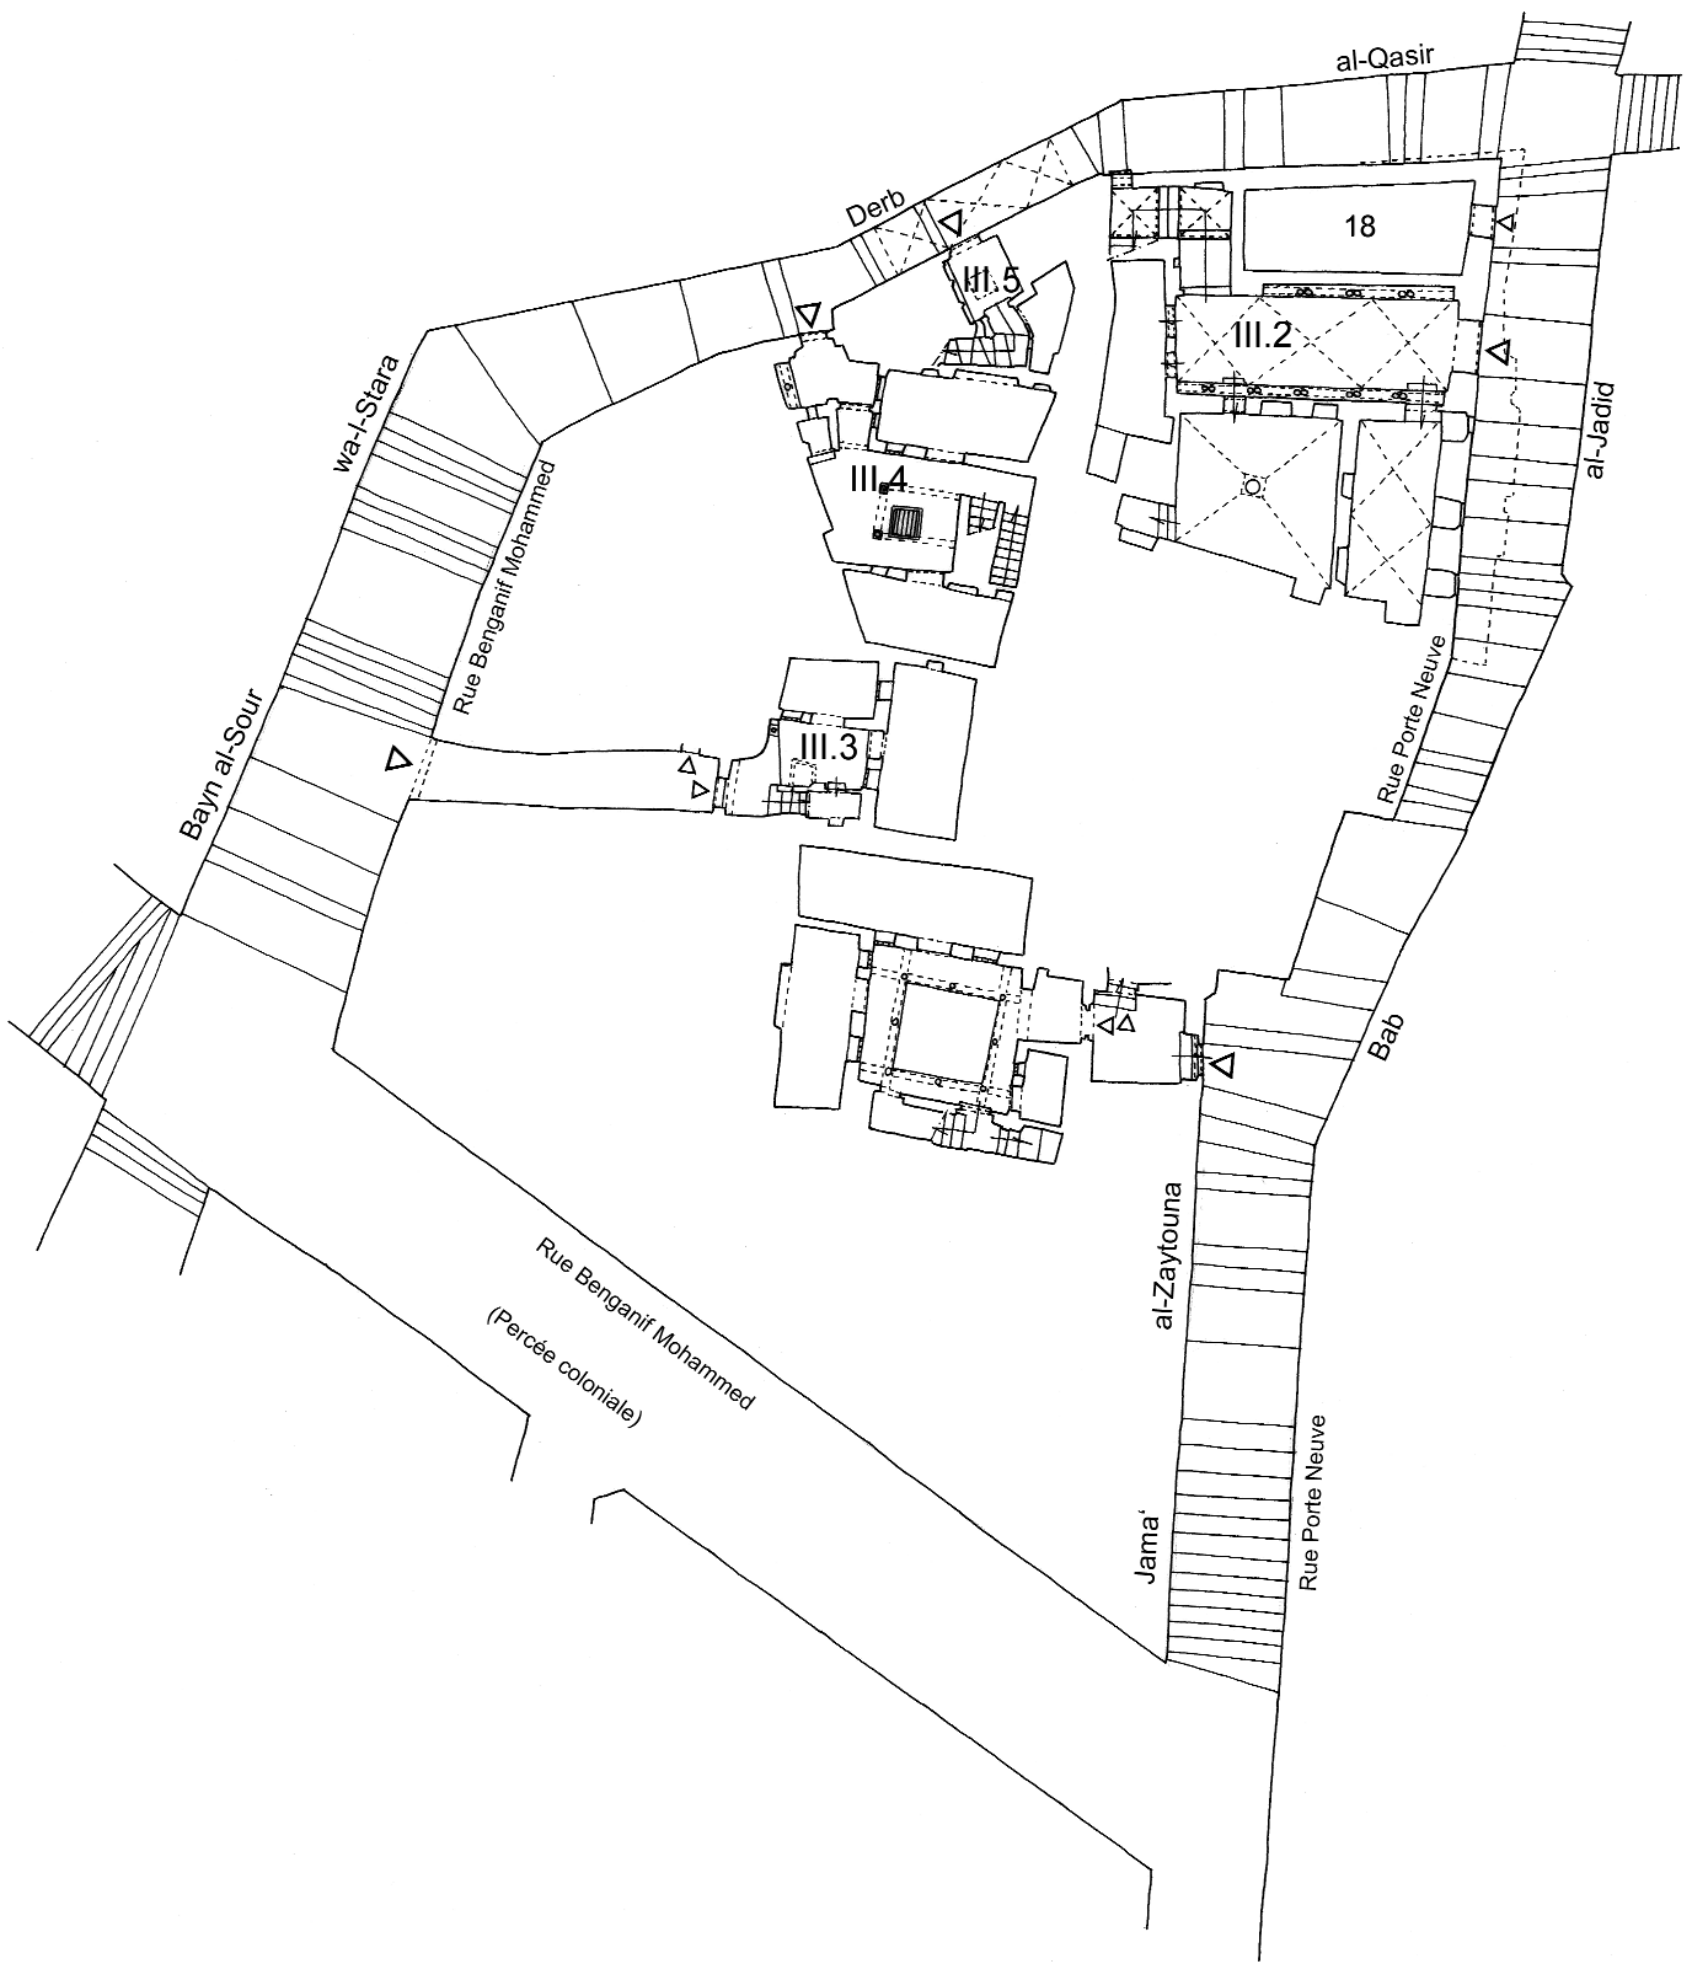 al-Qasir
Derb
18
III.5
III.2
wa-l-Stara
al-Jadid
III.4
Rue Benganif Mohammed
Rue Porte Neuve
III.3
Bayn al-Sour
Bab
al-Zaytouna
Rue Benganif Mohammed
(Percée coloniale)
Jama‘
Rue Porte Neuve